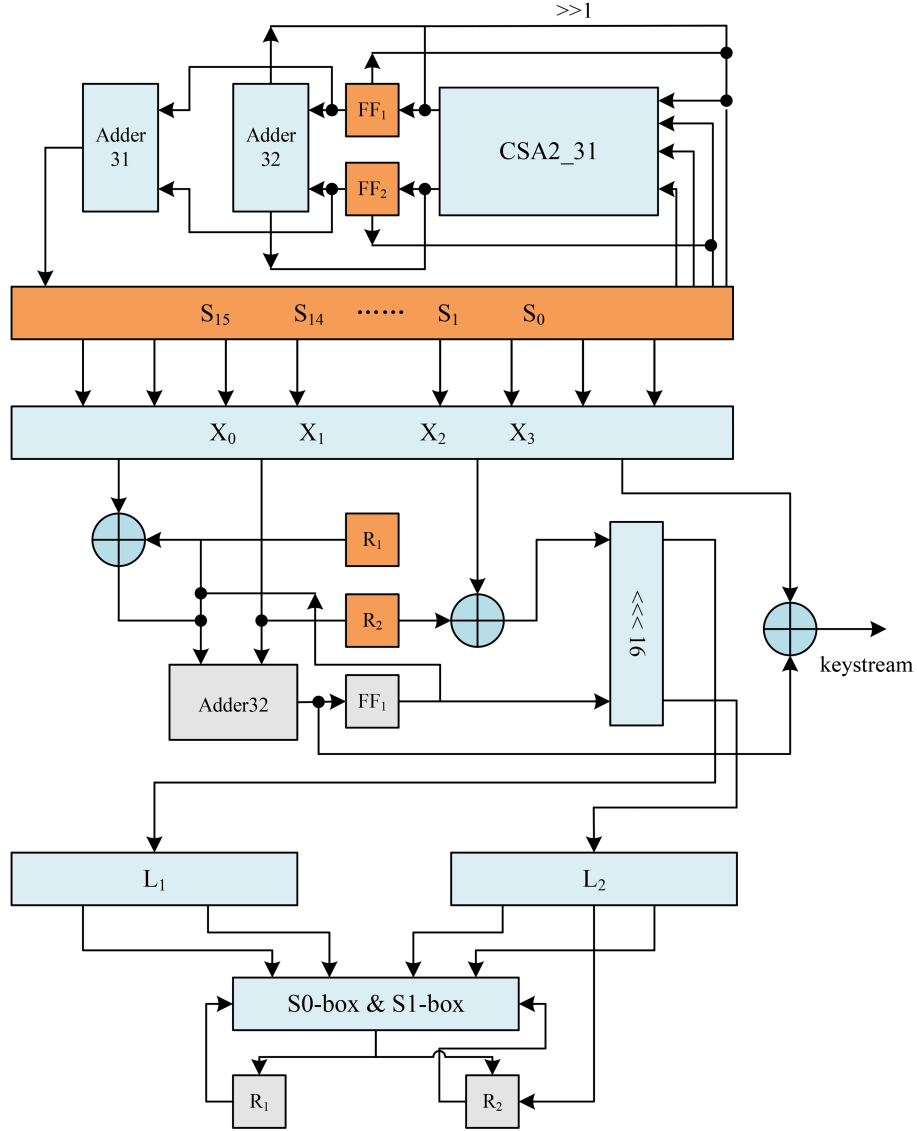 >>1
Adder 31
Adder 32
FF₁
FF₂
CSA2_31
S₁₅ S₁₄ ⋯⋯ S₁ S₀
X₀ X₁ X₂ X₃
R₁
R₂
<<< 16
keystream
Adder32
FF₁
L₁
L₂
S0-box & S1-box
R₁
R₂